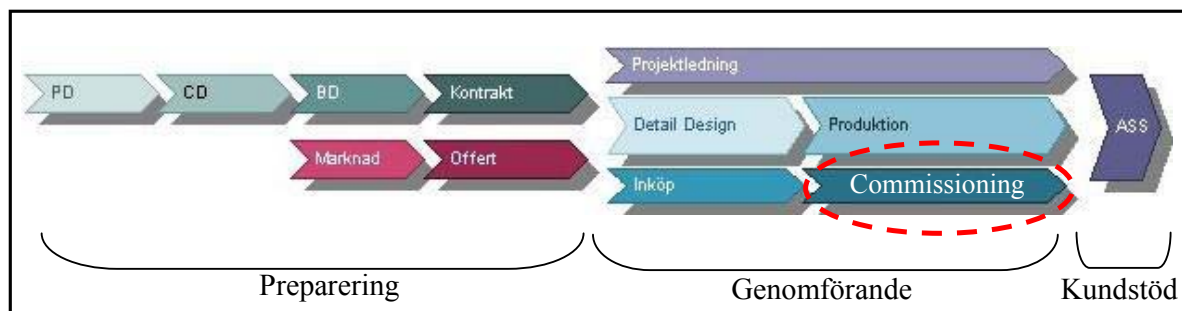 Projektledning
PD
CD
BD
Kontrakt
Detail Design
Produktion
ASS
Marknad
Offert
Inköp
Commissioning
Preparering
Genomförande
Kundstöd